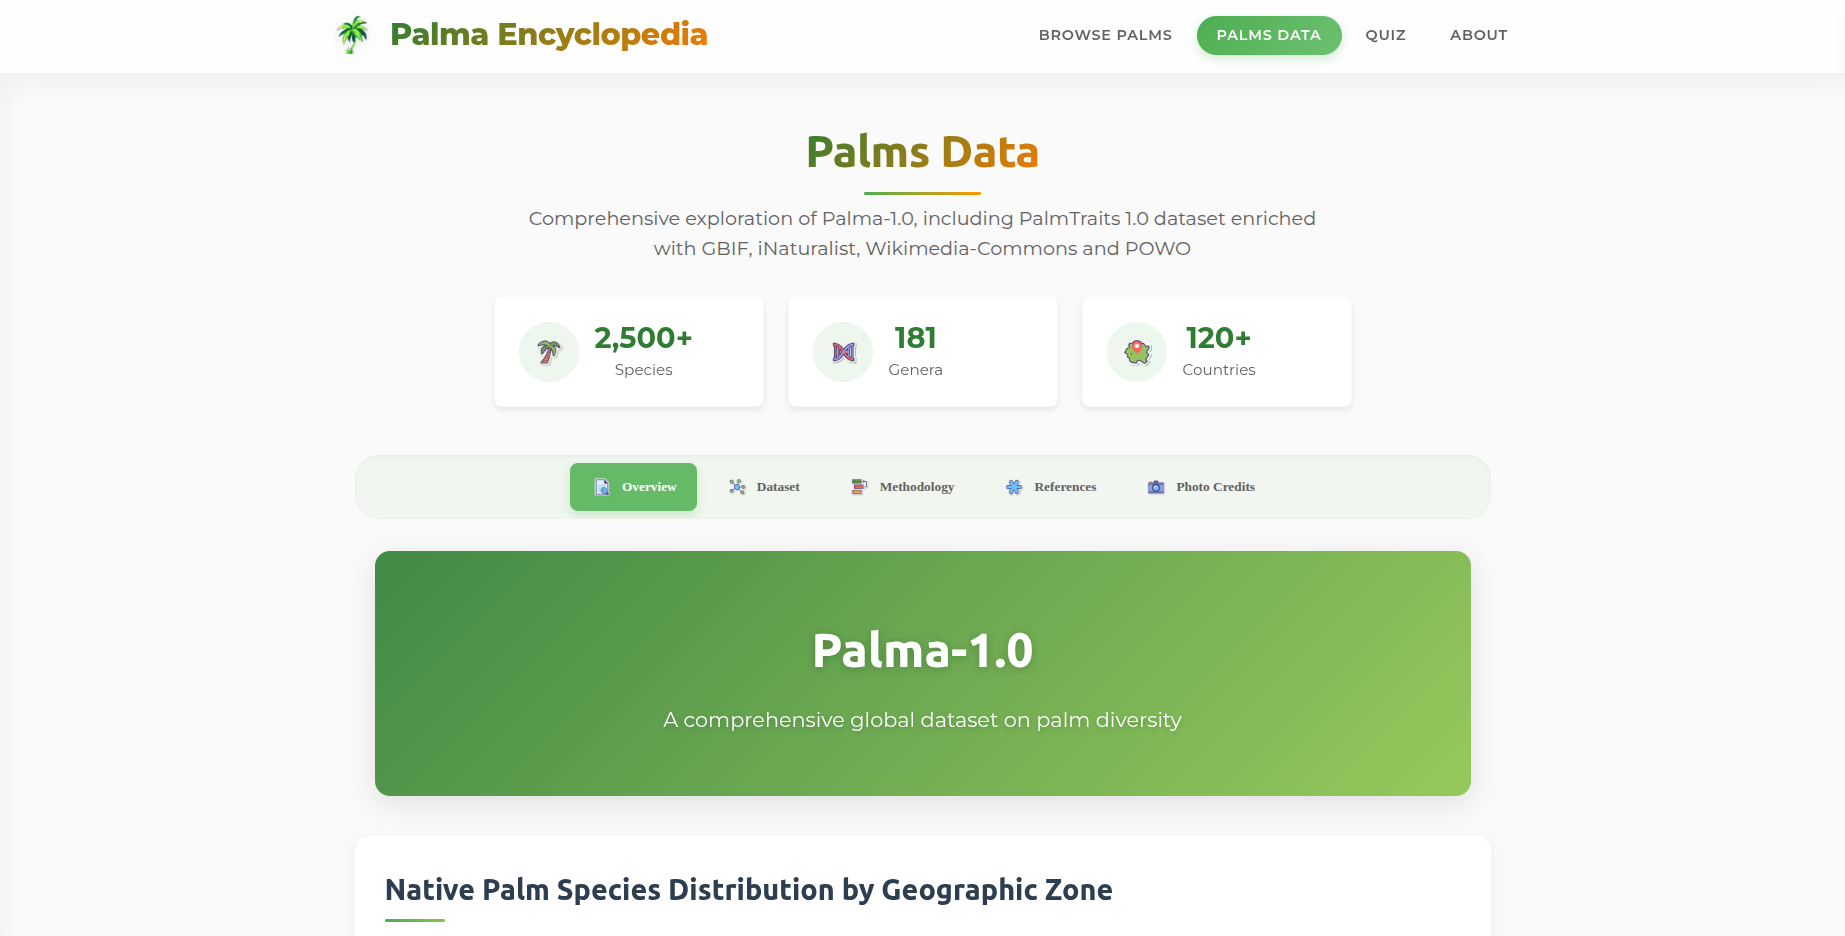 Palma Encyclopedia
BROWSE PALMS
PALMS DATA
QUIZ
ABOUT
Palms Data
Comprehensive exploration of Palma-1.0, including PalmTraits 1.0 dataset enriched
with GBIF, iNaturalist, Wikimedia-Commons and POWO
2,500+
Species
181
Genera
120+
Countries
Overview
Dataset
Methodology
References
Photo Credits
Palma-1.0
A comprehensive global dataset on palm diversity
Native Palm Species Distribution by Geographic Zone